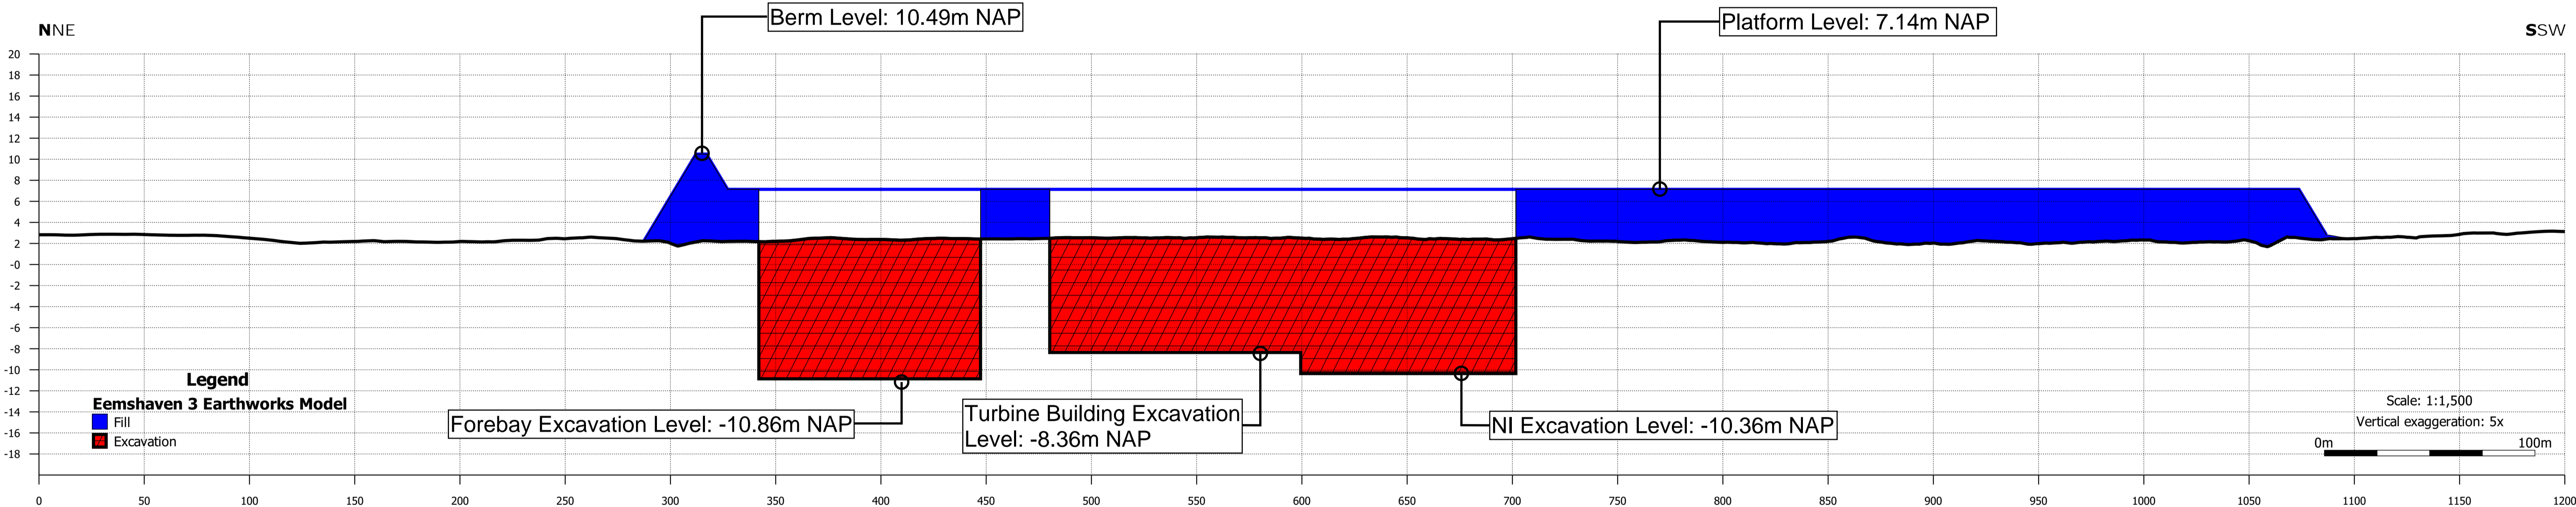 Berm Level: 10.49m NAP
Platform Level: 7.14m NAP
NNE
SSW
20
18
16
14
12
10
8
6
4
2
-0
-2
-4
-6
-8
-10
-12
-14
-16
-18
Legend
Eemshaven 3 Earthworks Model
Fill
Excavation
Forebay Excavation Level: -10.86m NAP
Turbine Building Excavation
Level: -8.36m NAP
NI Excavation Level: -10.36m NAP
Scale: 1:1,500
Vertical exaggeration: 5x
0m 100m
0 50 100 150 200 250 300 350 400 450 500 550 600 650 700 750 800 850 900 950 1000 1050 1100 1150 1200